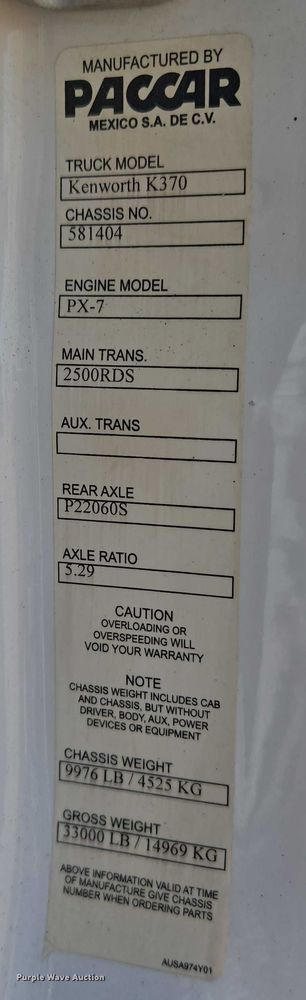 MANUFACTURED BY
PACCAR
MEXICO S.A. DE C.V.
TRUCK MODEL
Kenworth K370
CHASSIS NO.
581404
ENGINE MODEL
PX-7
MAIN TRANS.
2500RDS
AUX. TRANS
REAR AXLE
P22060S
AXLE RATIO
5.29
CAUTION
OVERLOADING OR
OVERSPEEDING WILL
VOID YOUR WARRANTY
NOTE
CHASSIS WEIGHT INCLUDES CAB
AND CHASSIS, BUT WITHOUT
DRIVER, BODY, AUX, POWER
DEVICES OR EQUIPMENT
CHASSIS WEIGHT
9976 LB / 4525 KG
GROSS WEIGHT
33000 LB / 14969 KG
ABOVE INFORMATION VALID AT TIME
OF MANUFACTURE GIVE CHASSIS
NUMBER WHEN ORDERING PARTS
AUSA974Y01
Purple Wave Auction